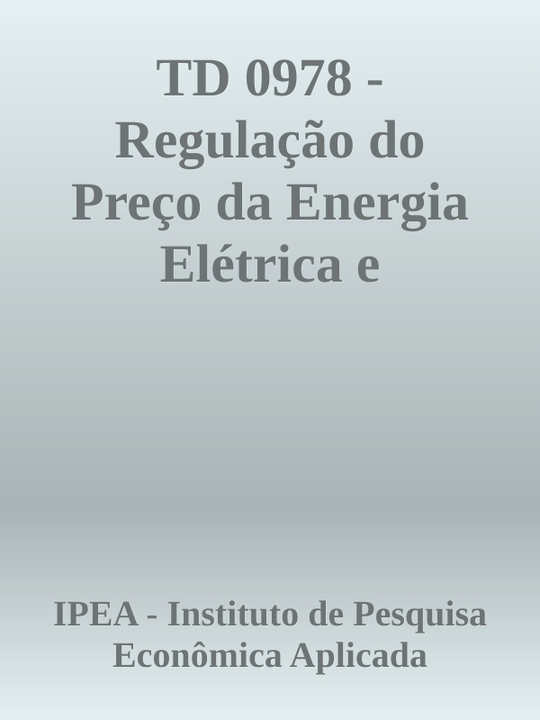 TD 0978 -
Regulação do
Preço da Energia
Elétrica e
IPEA - Instituto de Pesquisa
Econômica Aplicada